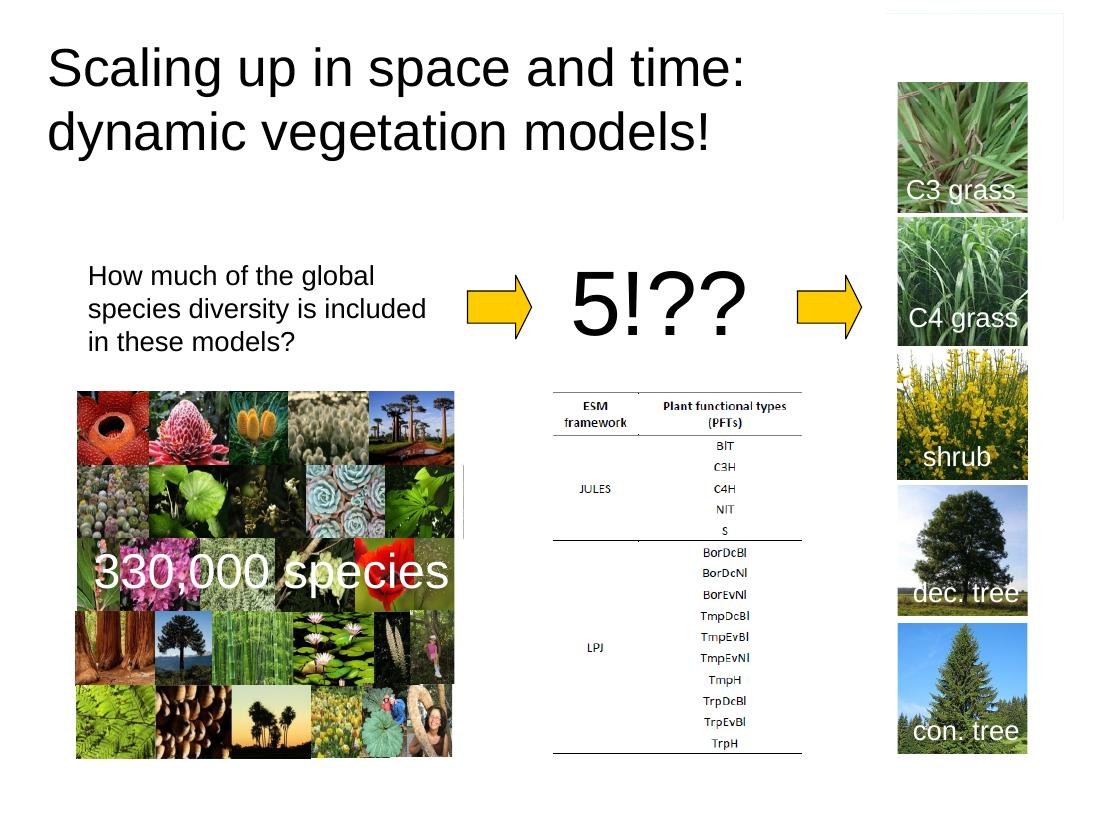 Scaling up in space and time:
dynamic vegetation models!
How much of the global
species diversity is included
in these models?
5!??
330,000 species
ESM
framework
Plant functional types
(PFTs)
JULES
BlT
C3H
C4H
NlT
S
LPJ
BorDcBl
BorDcNl
BorEvNl
TmpDcBl
TmpEvBl
TmpEvNl
TmpH
TrpDcBl
TrpEvBl
TrpH
C3 grass
C4 grass
shrub
dec. tree
con. tree